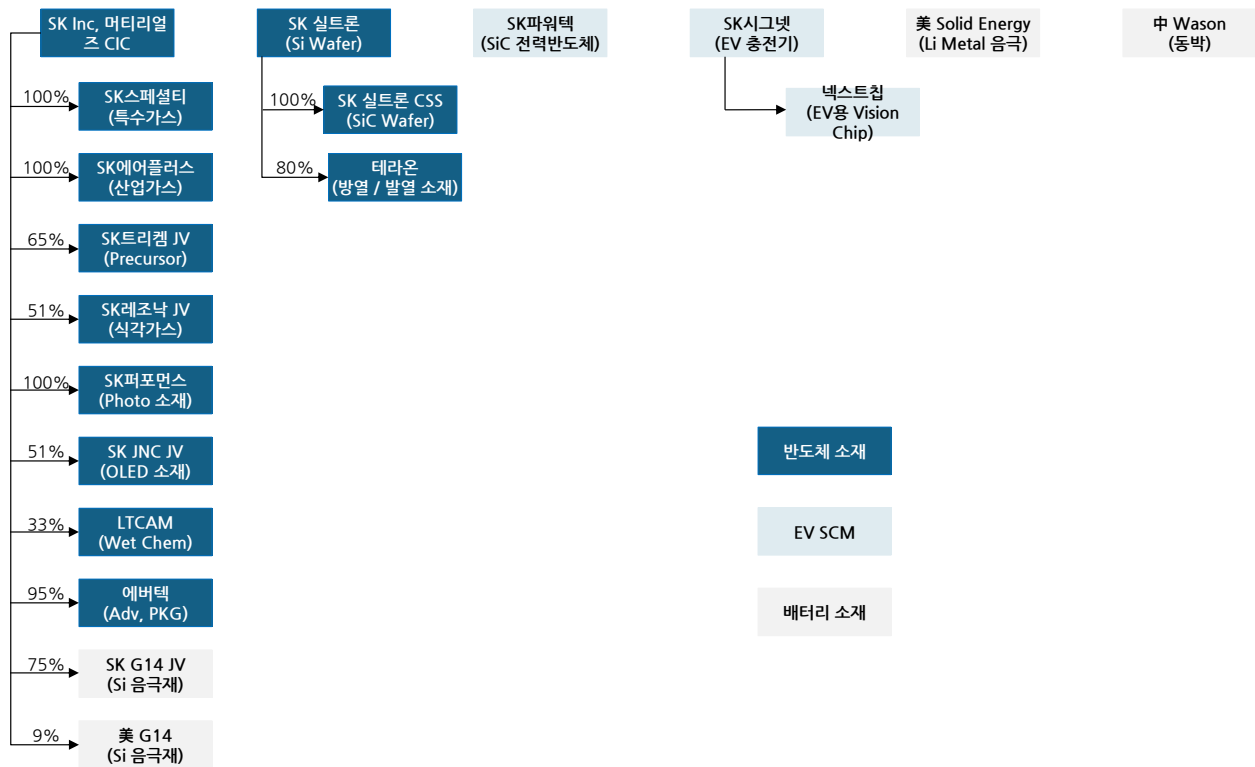 SK Inc, 머티리얼
즈 CIC
SK 실트론
(Si Wafer)
SK파워텍
(SiC 전력반도체)
SK시그넷
(EV 충전기)
美 Solid Energy
(Li Metal 음극)
中 Wason
(동박)
100%
SK스페셜티
(특수가스)
100%
SK 실트론 CSS
(SiC Wafer)
넥스트칩
(EV용 Vision
Chip)
100%
SK에어플러스
(산업가스)
80%
테라온
(방열 / 발열 소재)
65%
SK트리켐 JV
(Precursor)
51%
SK레조낙 JV
(식각가스)
100%
SK퍼포먼스
(Photo 소재)
51%
SK JNC JV
(OLED 소재)
반도체 소재
33%
LTCAM
(Wet Chem)
EV SCM
95%
에버텍
(Adv, PKG)
배터리 소재
75%
SK G14 JV
(Si 음극재)
9%
美 G14
(Si 음극재)